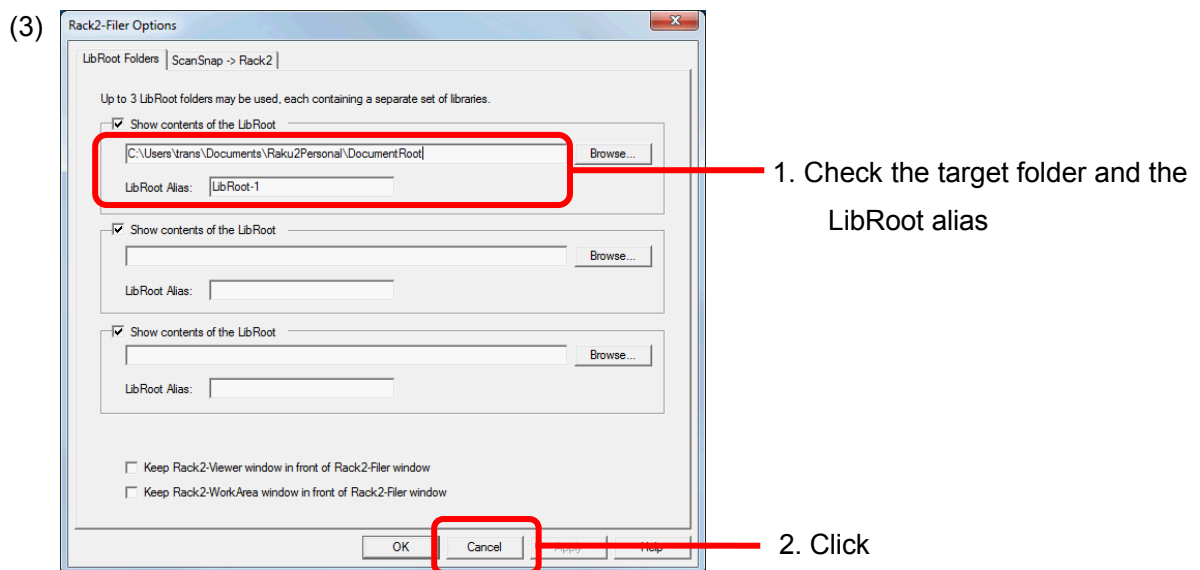 (3)
Rack2-Filer Options
LibRoot Folders
ScanSnap -> Rack2
Up to 3 LibRoot folders may be used, each containing a separate set of libraries.
Show contents of the LibRoot
C:\Users\trans\Documents\Raku2Personal\DocumentRoot
Browse...
LibRoot Alias:
LibRoot-1
1. Check the target folder and the
LibRoot alias
Show contents of the LibRoot
Browse...
LibRoot Alias:
Show contents of the LibRoot
Browse...
LibRoot Alias:
Keep Rack2-Viewer window in front of Rack2-Filer window
Keep Rack2-WorkArea window in front of Rack2-Filer window
OK
Cancel
Apply
Help
2. Click